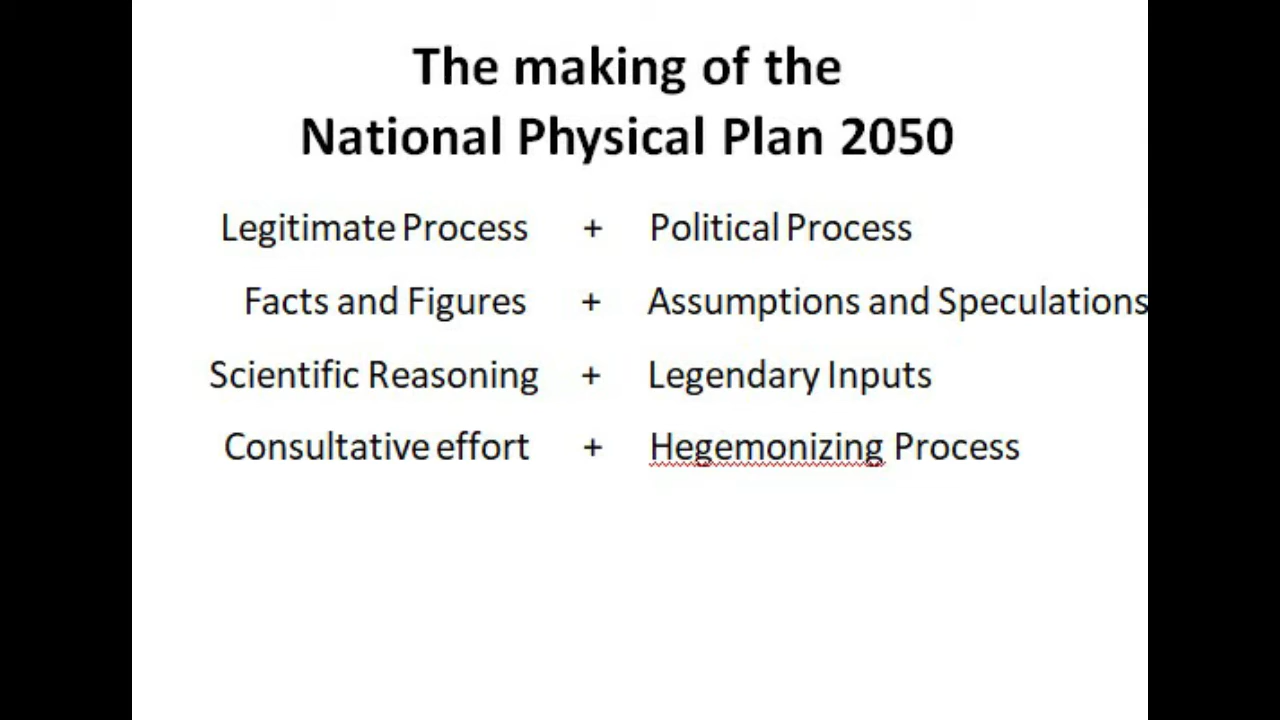 The making of the
National Physical Plan 2050
Legitimate Process + Political Process
Facts and Figures + Assumptions and Speculations
Scientific Reasoning + Legendary Inputs
Consultative effort + Hegemonizing Process